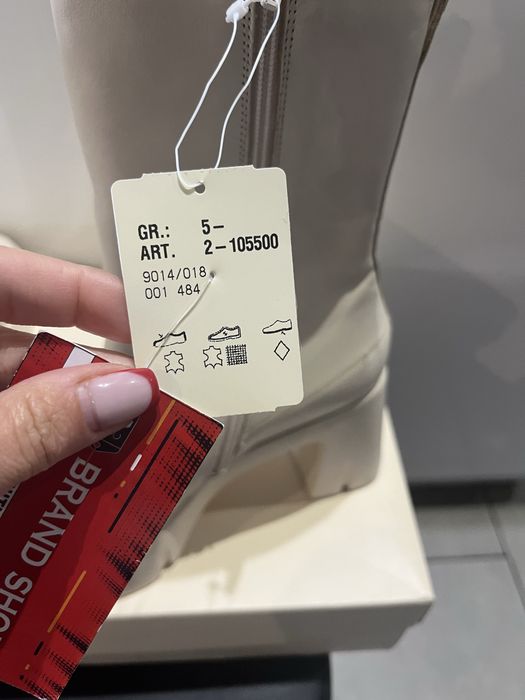 GR.: 5-
ART. 2-105500
9014/018
001 484
BRAND SHO